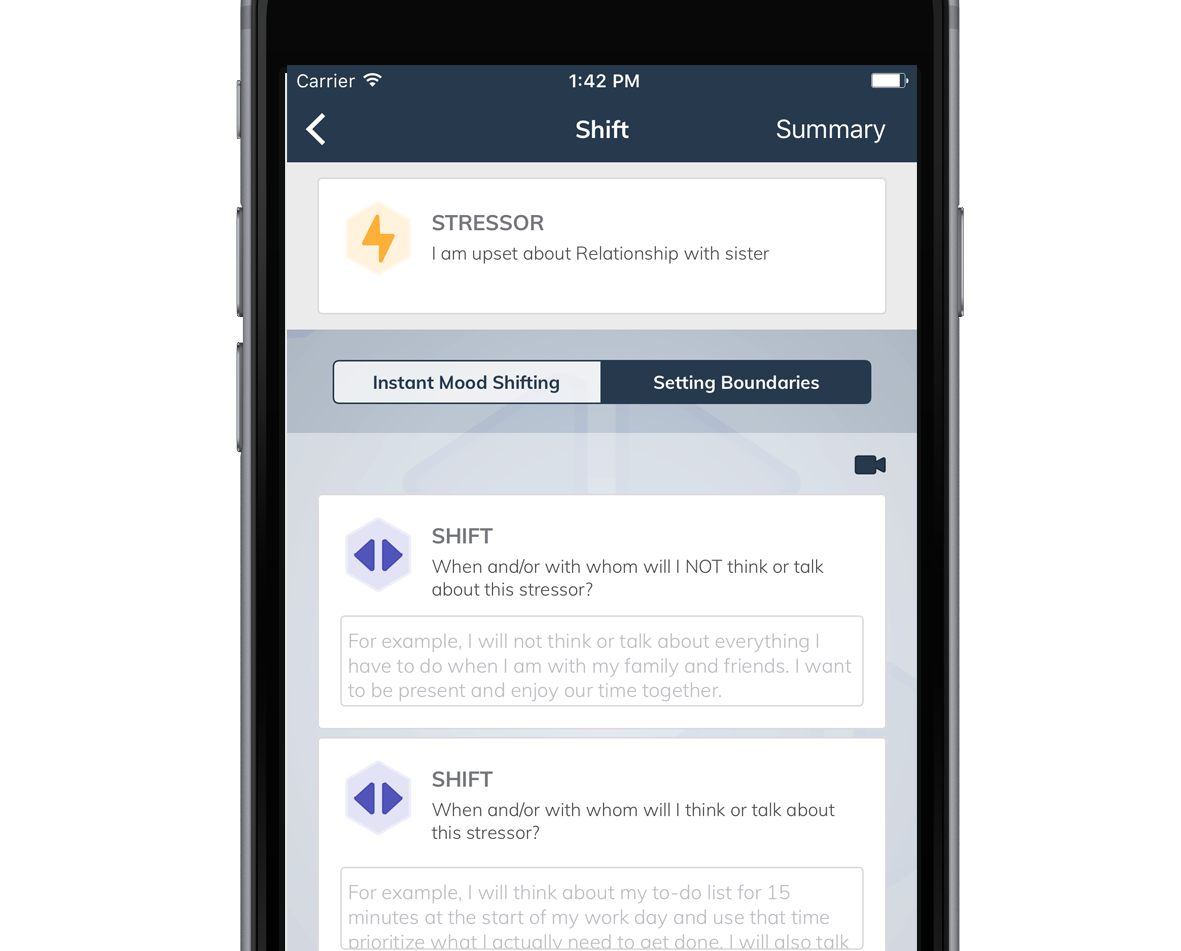 Carrier 1:42 PM
Shift Summary
STRESSOR
I am upset about Relationship with sister
Instant Mood Shifting Setting Boundaries
SHIFT
When and/or with whom will I NOT think or talk
about this stressor?
For example, I will not think or talk about everything I
have to do when I am with my family and friends. I want
to be present and enjoy our time together.
SHIFT
When and/or with whom will I think or talk about
this stressor?
For example, I will think about my to-do list for 15
minutes at the start of my work day and use that time
prioritize what I actually need to get done. I will also talk